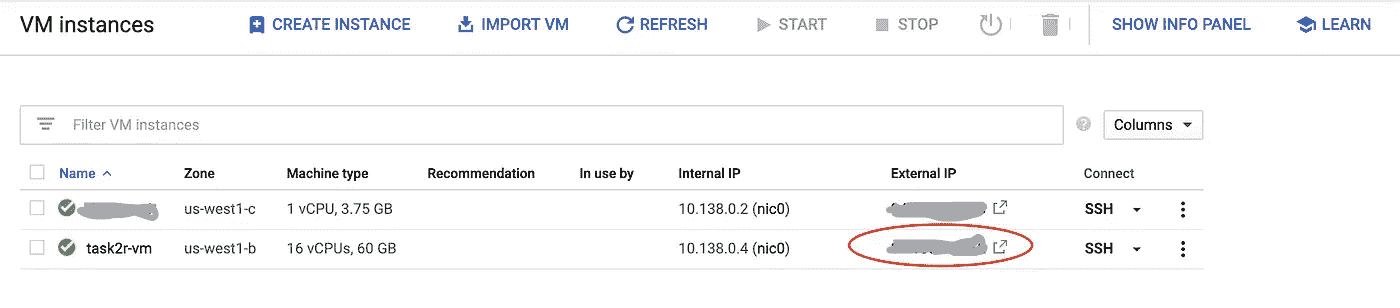 VM instances CREATE INSTANCE IMPORT VM REFRESH START STOP SHOW INFO PANEL LEARN
Filter VM instances Columns
Name Zone Machine type Recommendation In use by Internal IP External IP Connect
us-west1-c 1 vCPU, 3.75 GB 10.138.0.2 (nic0) SSH
task2r-vm us-west1-b 16 vCPUs, 60 GB 10.138.0.4 (nic0) SSH